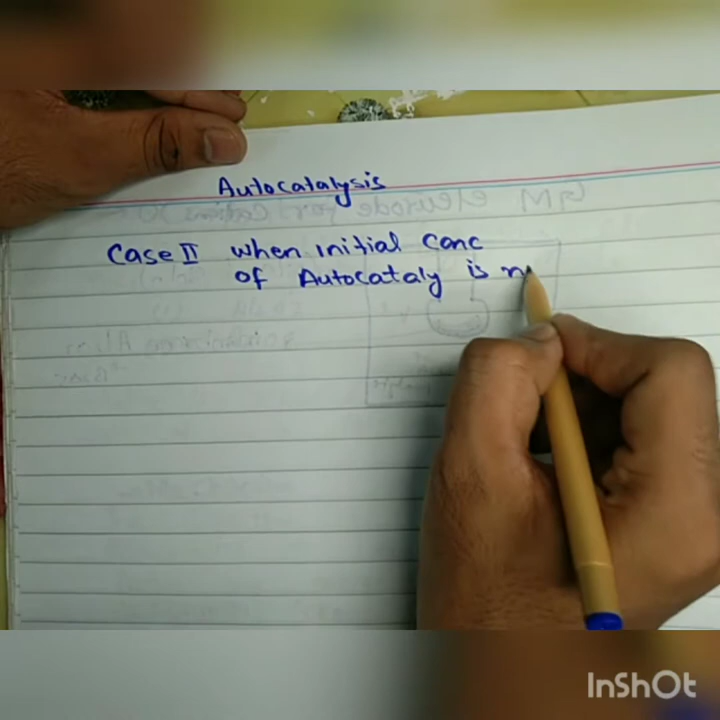 Autocatalysis
Case II when initial conc
of Autocataly is n
InShOt